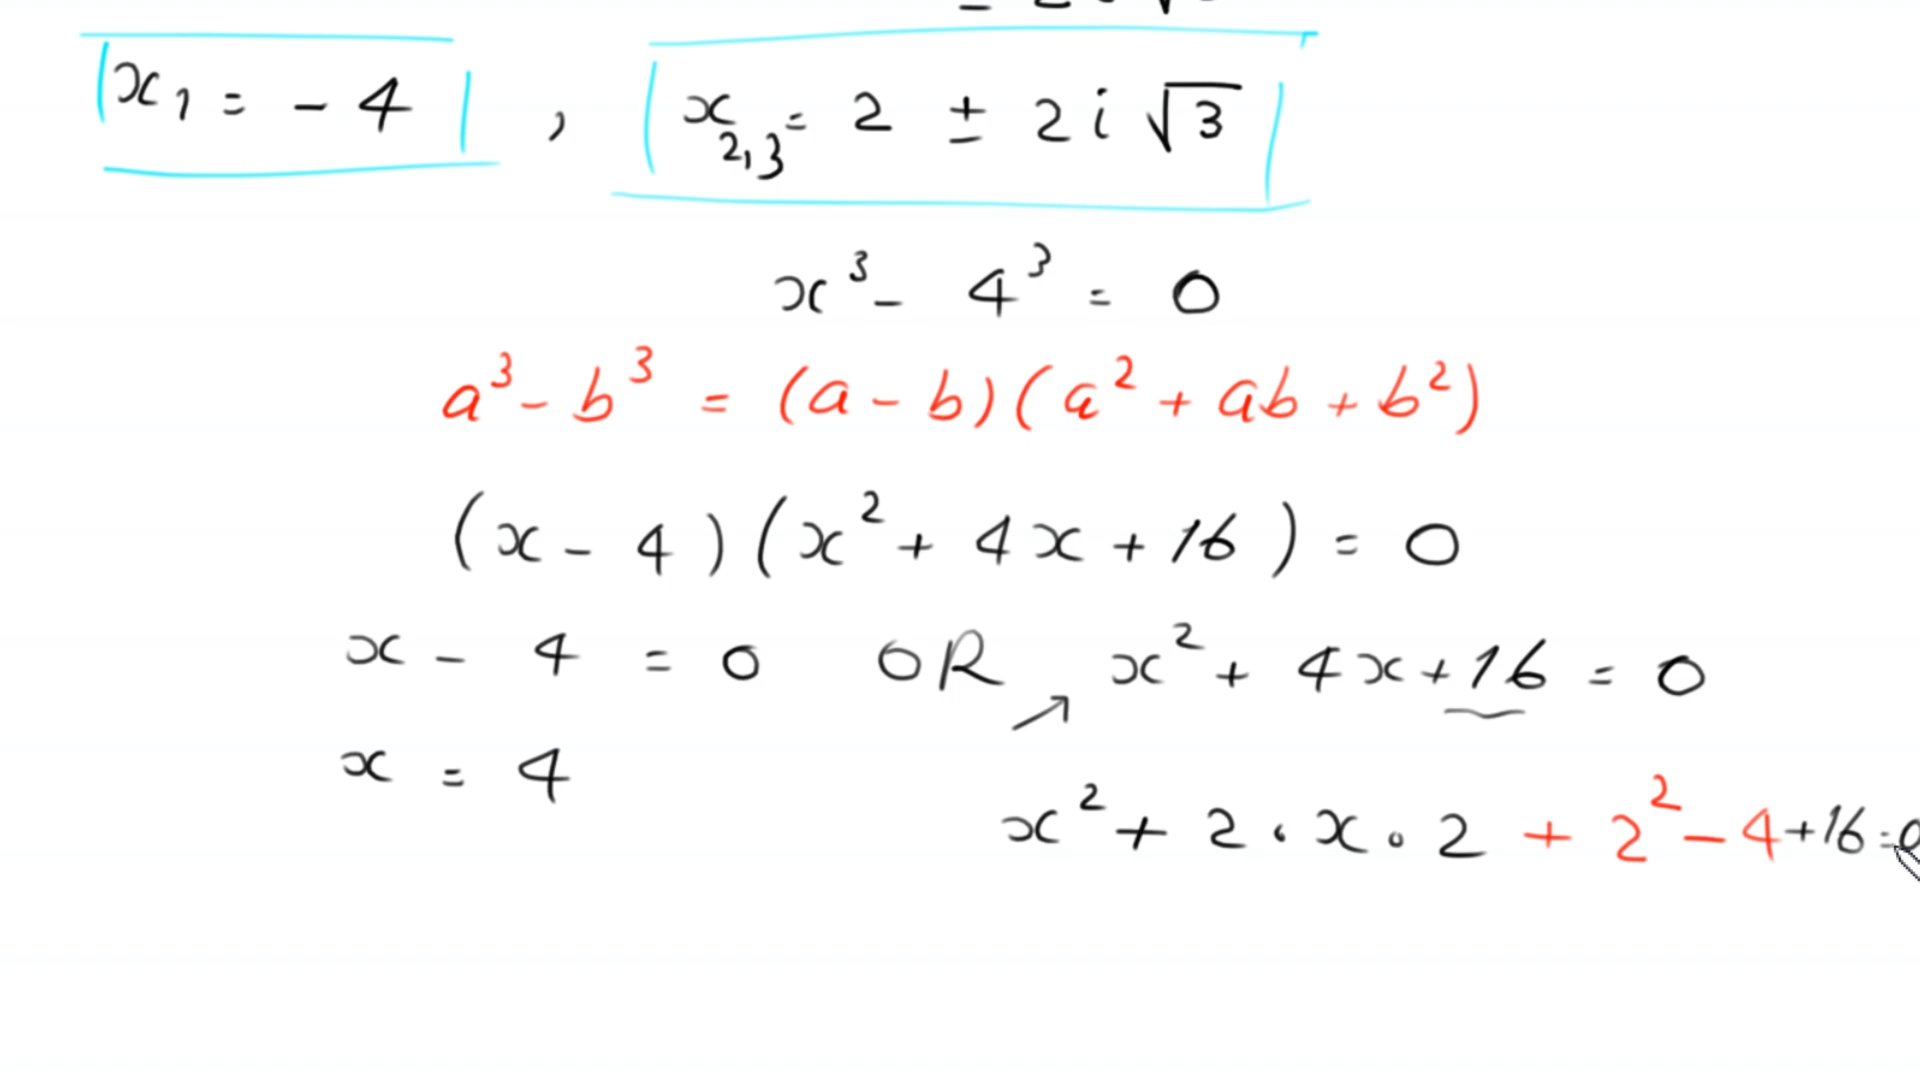 x₁ = - 4 , x₂,₃ = 2 ± 2 i √3
x³ - 4³ = 0
a³ - b³ = (a - b) (a² + ab + b²)
(x - 4) (x² + 4x + 16) = 0
x - 4 = 0 OR x² + 4x + 16 = 0
x = 4
x² + 2 · x · 2 + 2² - 4 + 16 = 0